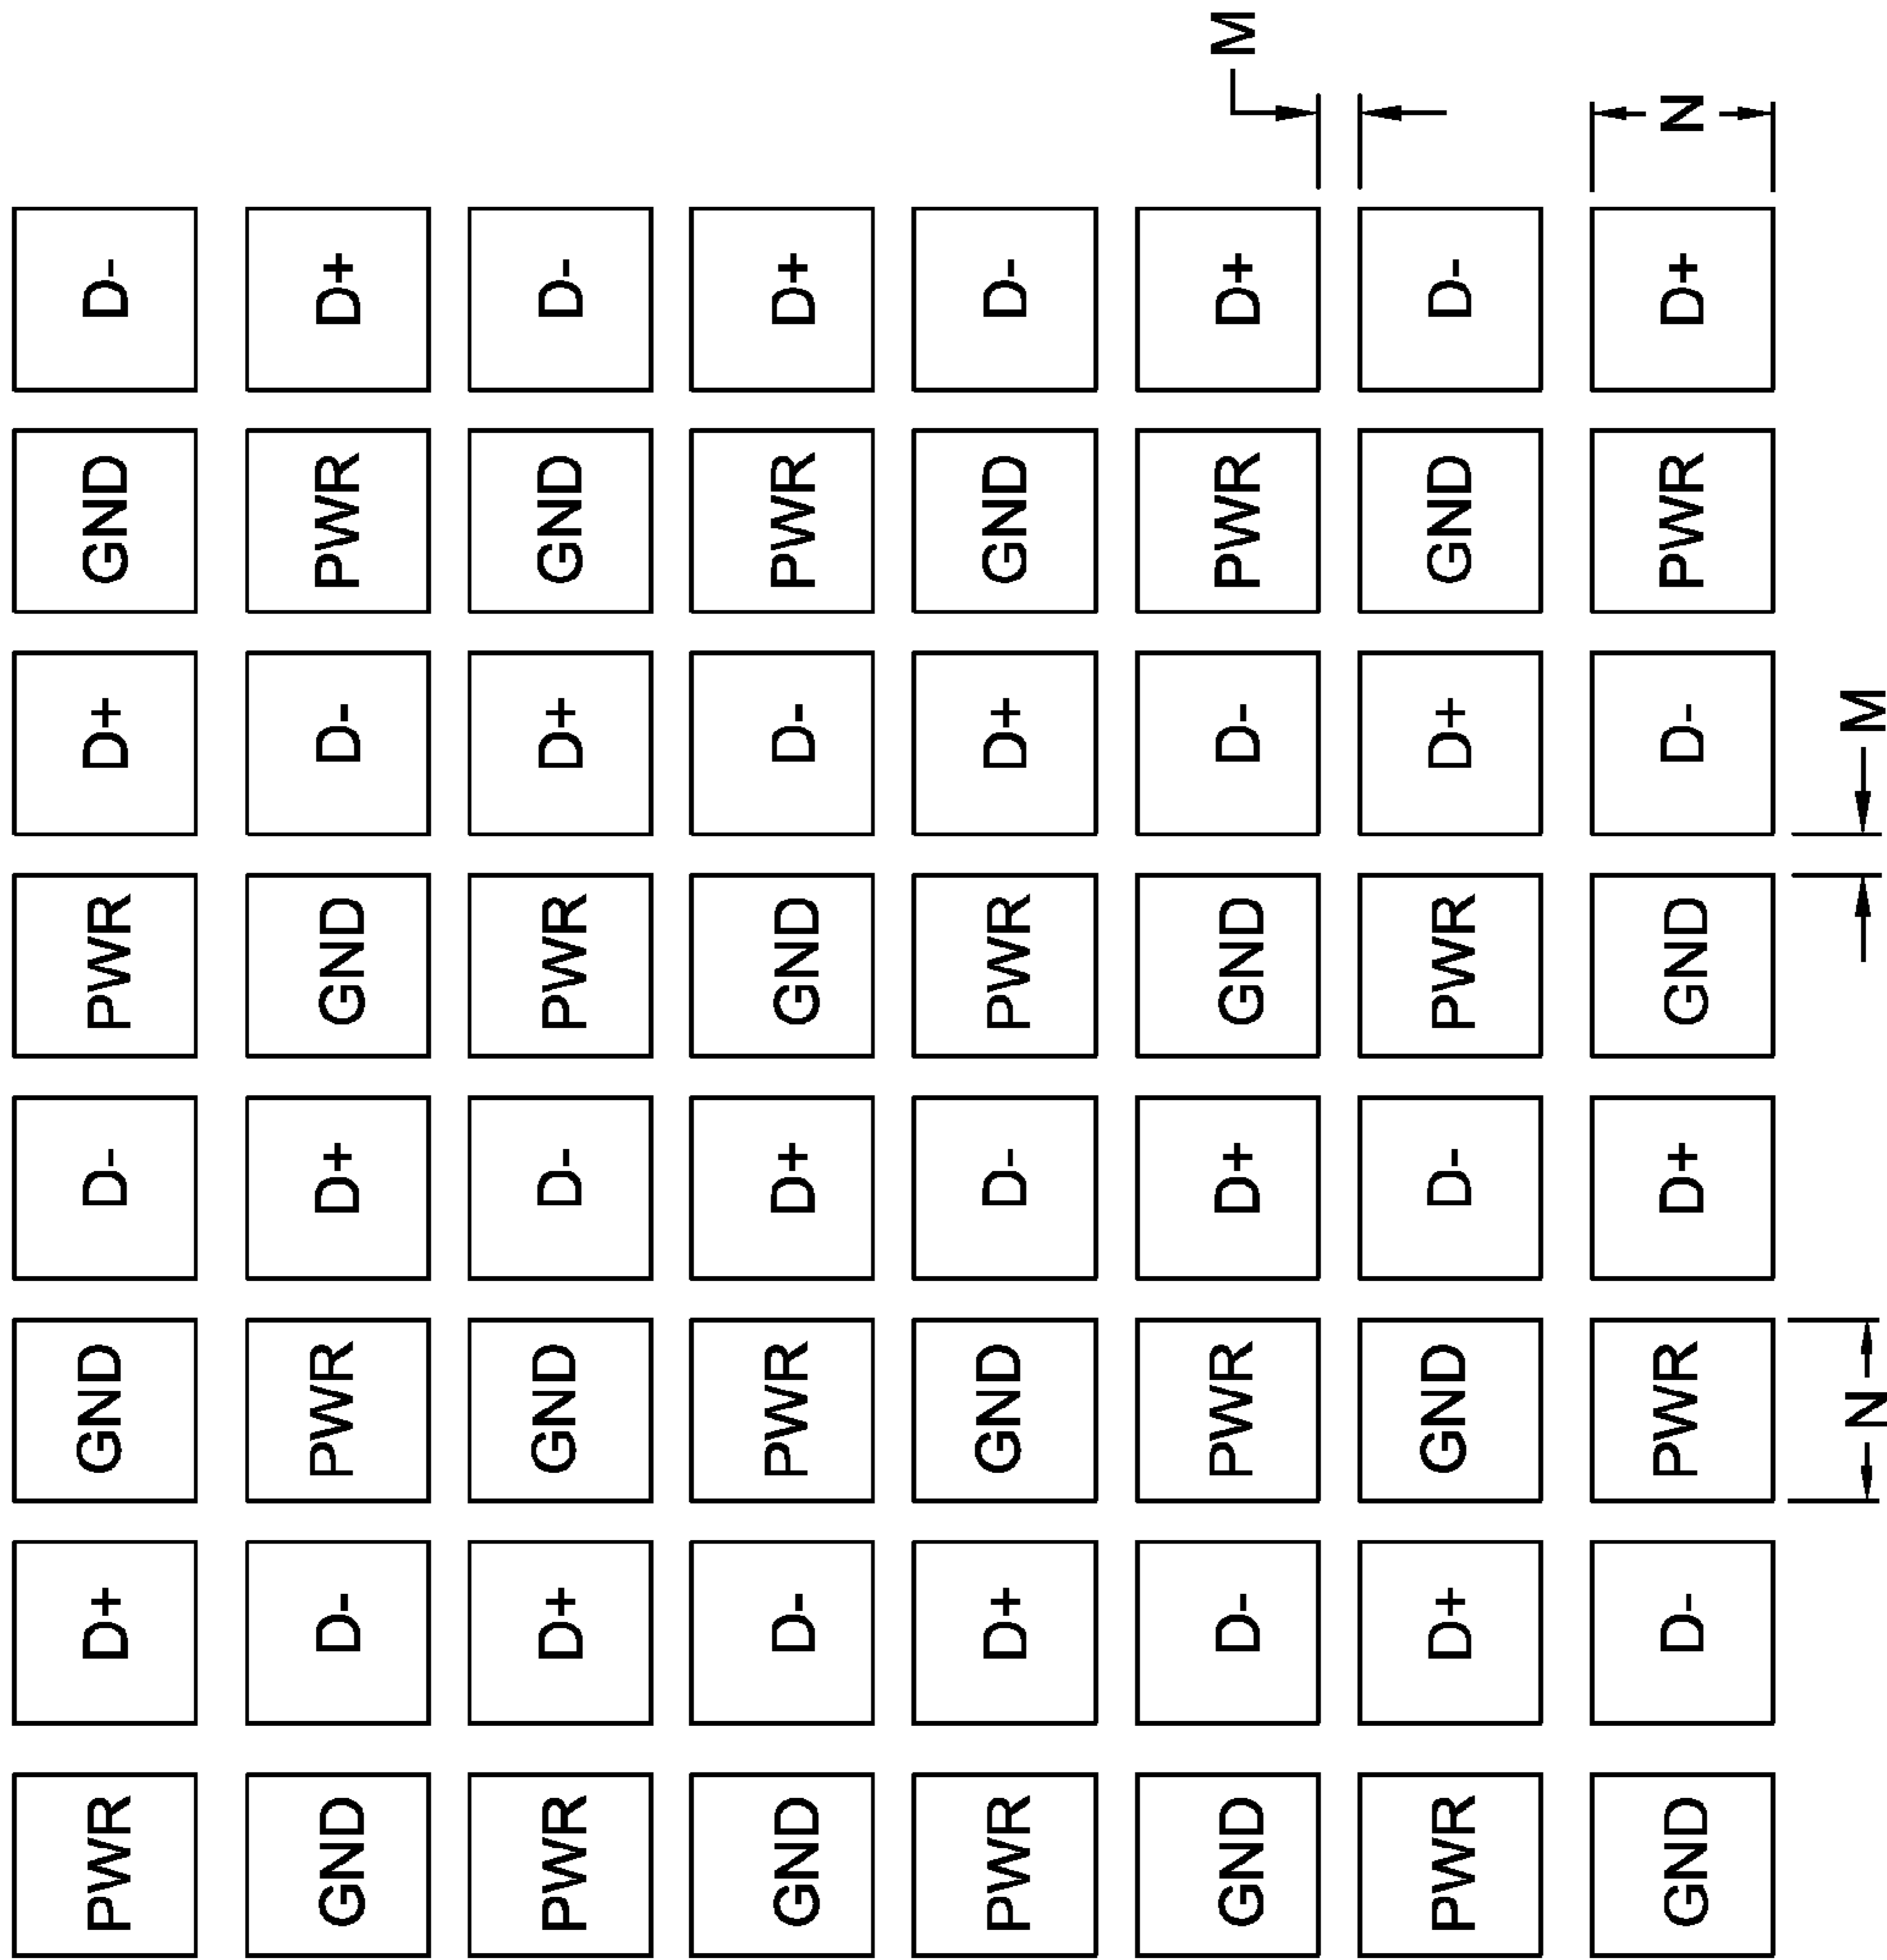 PWR D+ GND D- PWR D+ GND D-
GND D- PWR D+ GND D- PWR D+
PWR D+ GND D- PWR D+ GND D-
GND D- PWR D+ GND D- PWR D+
PWR D+ GND D- PWR D+ GND D-
GND D- PWR D+ GND D- PWR D+ M
PWR D+ GND D- PWR D+ GND D-
GND D- PWR D+ GND D- PWR D+ N
N M